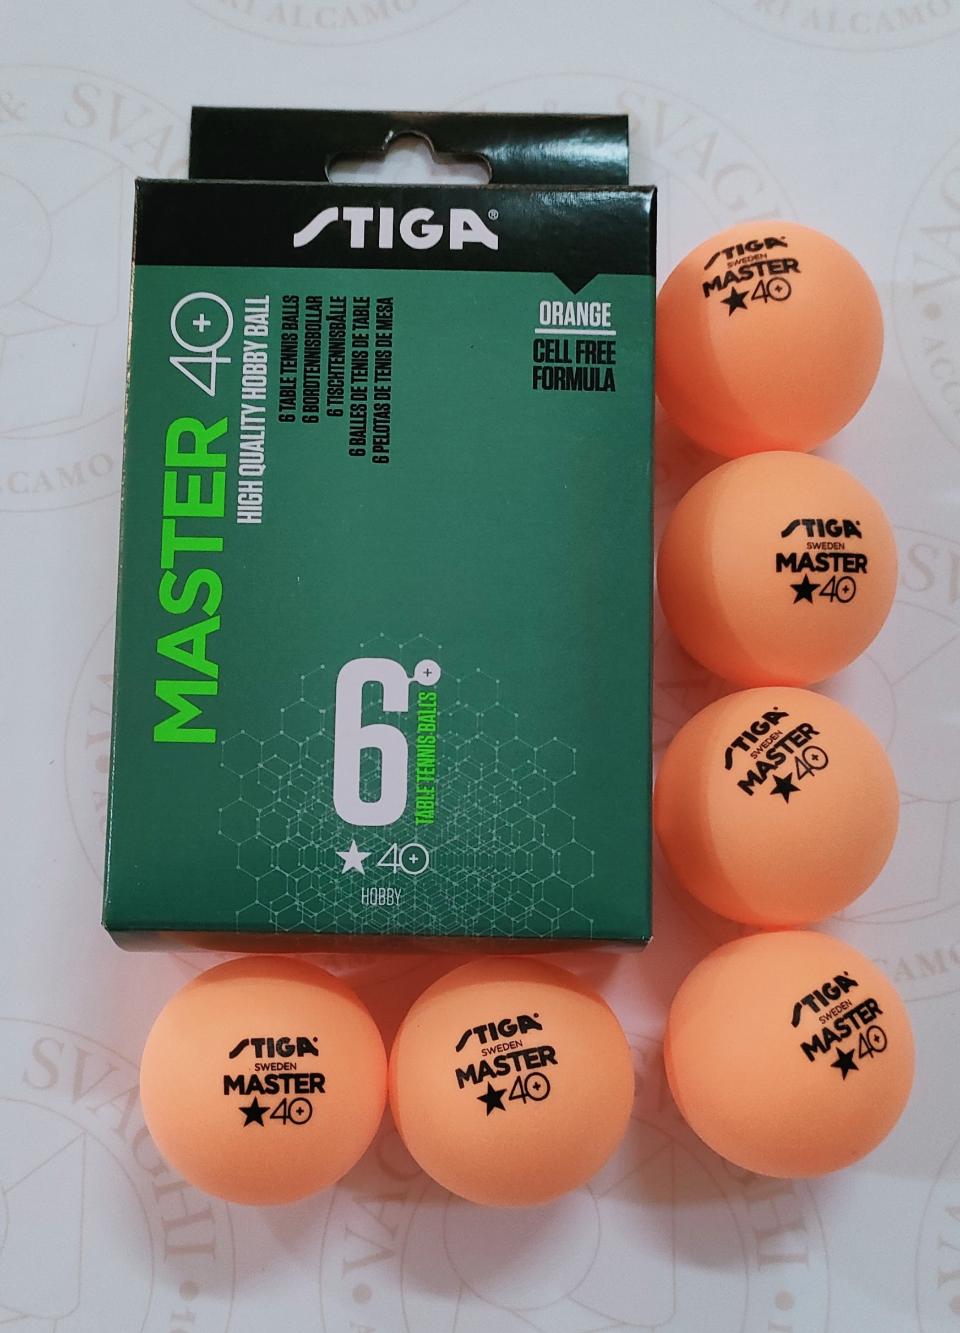 STIGA®
MASTER 40+
HIGH QUALITY HOBBY BALL
6 TABLE TENNIS BALLS
6 BORDTENNISBOLLAR
6 TISCHTENNISBÄLLE
6 BALLES DE TENIS DE TABLE
6 PELOTAS DE TENIS DE MESA
ORANGE
CELL FREE
FORMULA
6+
TABLE TENNIS BALLS
★40+
HOBBY
STIGA
SWEDEN
MASTER
★40+
STIGA
SWEDEN
MASTER
★40+
STIGA
SWEDEN
MASTER
★40+
STIGA
SWEDEN
MASTER
★40+
STIGA
SWEDEN
MASTER
★40+
STIGA
SWEDEN
MASTER
★40+